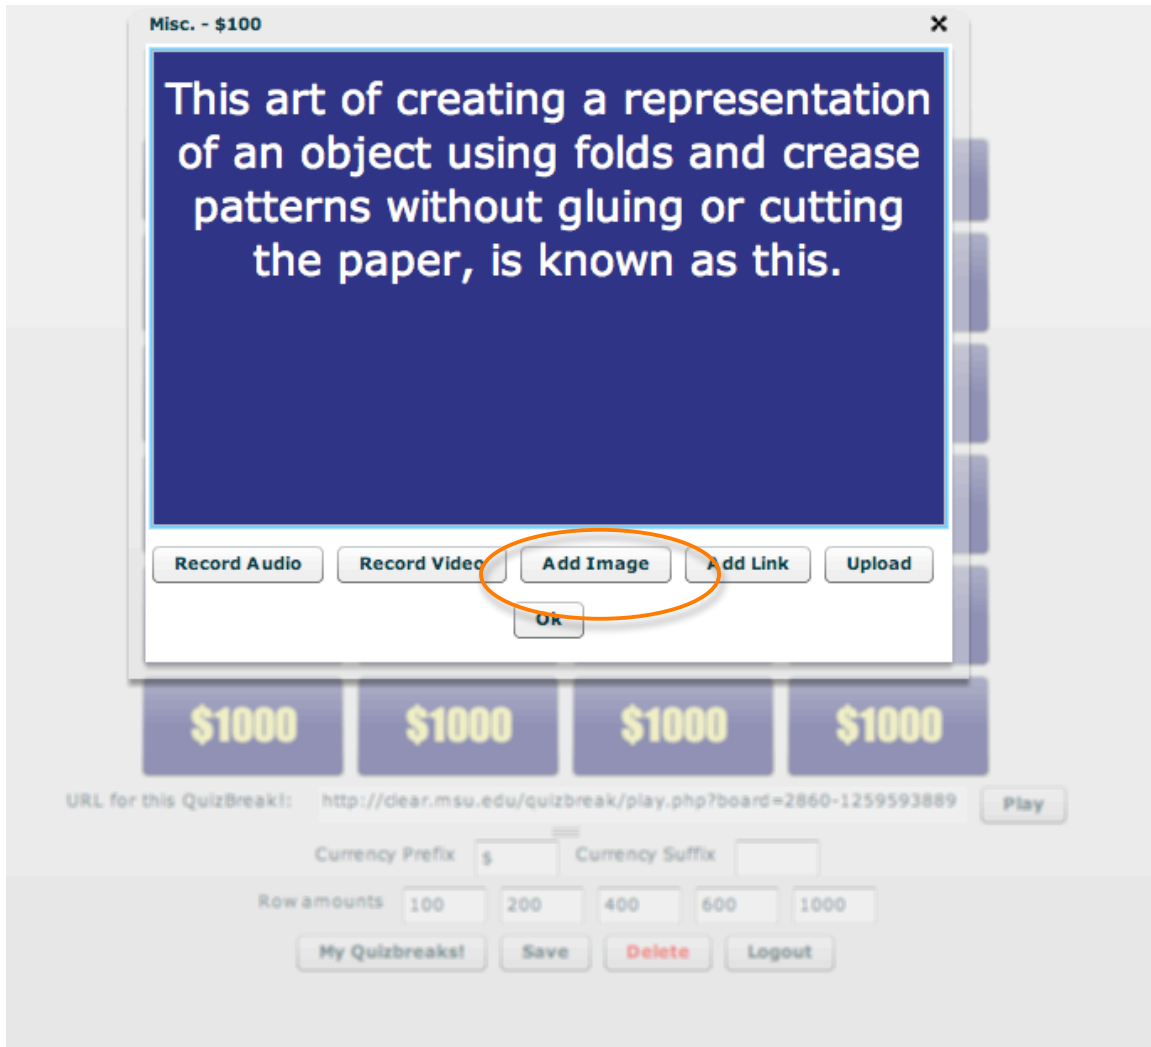 Misc. - $100
This art of creating a representation
of an object using folds and crease
patterns without gluing or cutting
the paper, is known as this.
Record Audio Record Video Add Image Add Link Upload
Ok
$1000 $1000 $1000 $1000
URL for this QuizBreak!: http://clear.msu.edu/quizbreak/play.php?board=2860-1259593889 Play
Currency Prefix $ Currency Suffix
Row amounts 100 200 400 600 1000
My Quizbreaks! Save Delete Logout